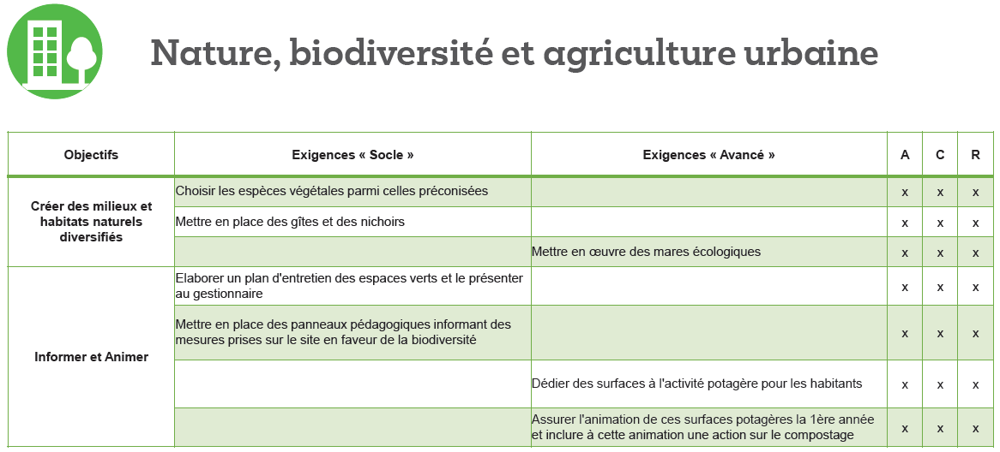 Nature, biodiversité et agriculture urbaine
Objectifs Exigences « Socle » Exigences « Avancé » A C R
Créer des milieux et
habitats naturels
diversifiés
Choisir les espèces végétales parmi celles préconisées x x x
Mettre en place des gîtes et des nichoirs x x x
Mettre en œuvre des mares écologiques x x x
Informer et Animer
Elaborer un plan d'entretien des espaces verts et le présenter
au gestionnaire x x x
Mettre en place des panneaux pédagogiques informant des
mesures prises sur le site en faveur de la biodiversité x x x
Dédier des surfaces à l'activité potagère pour les habitants x x x
Assurer l'animation de ces surfaces potagères la 1ère année
et inclure à cette animation une action sur le compostage x x x